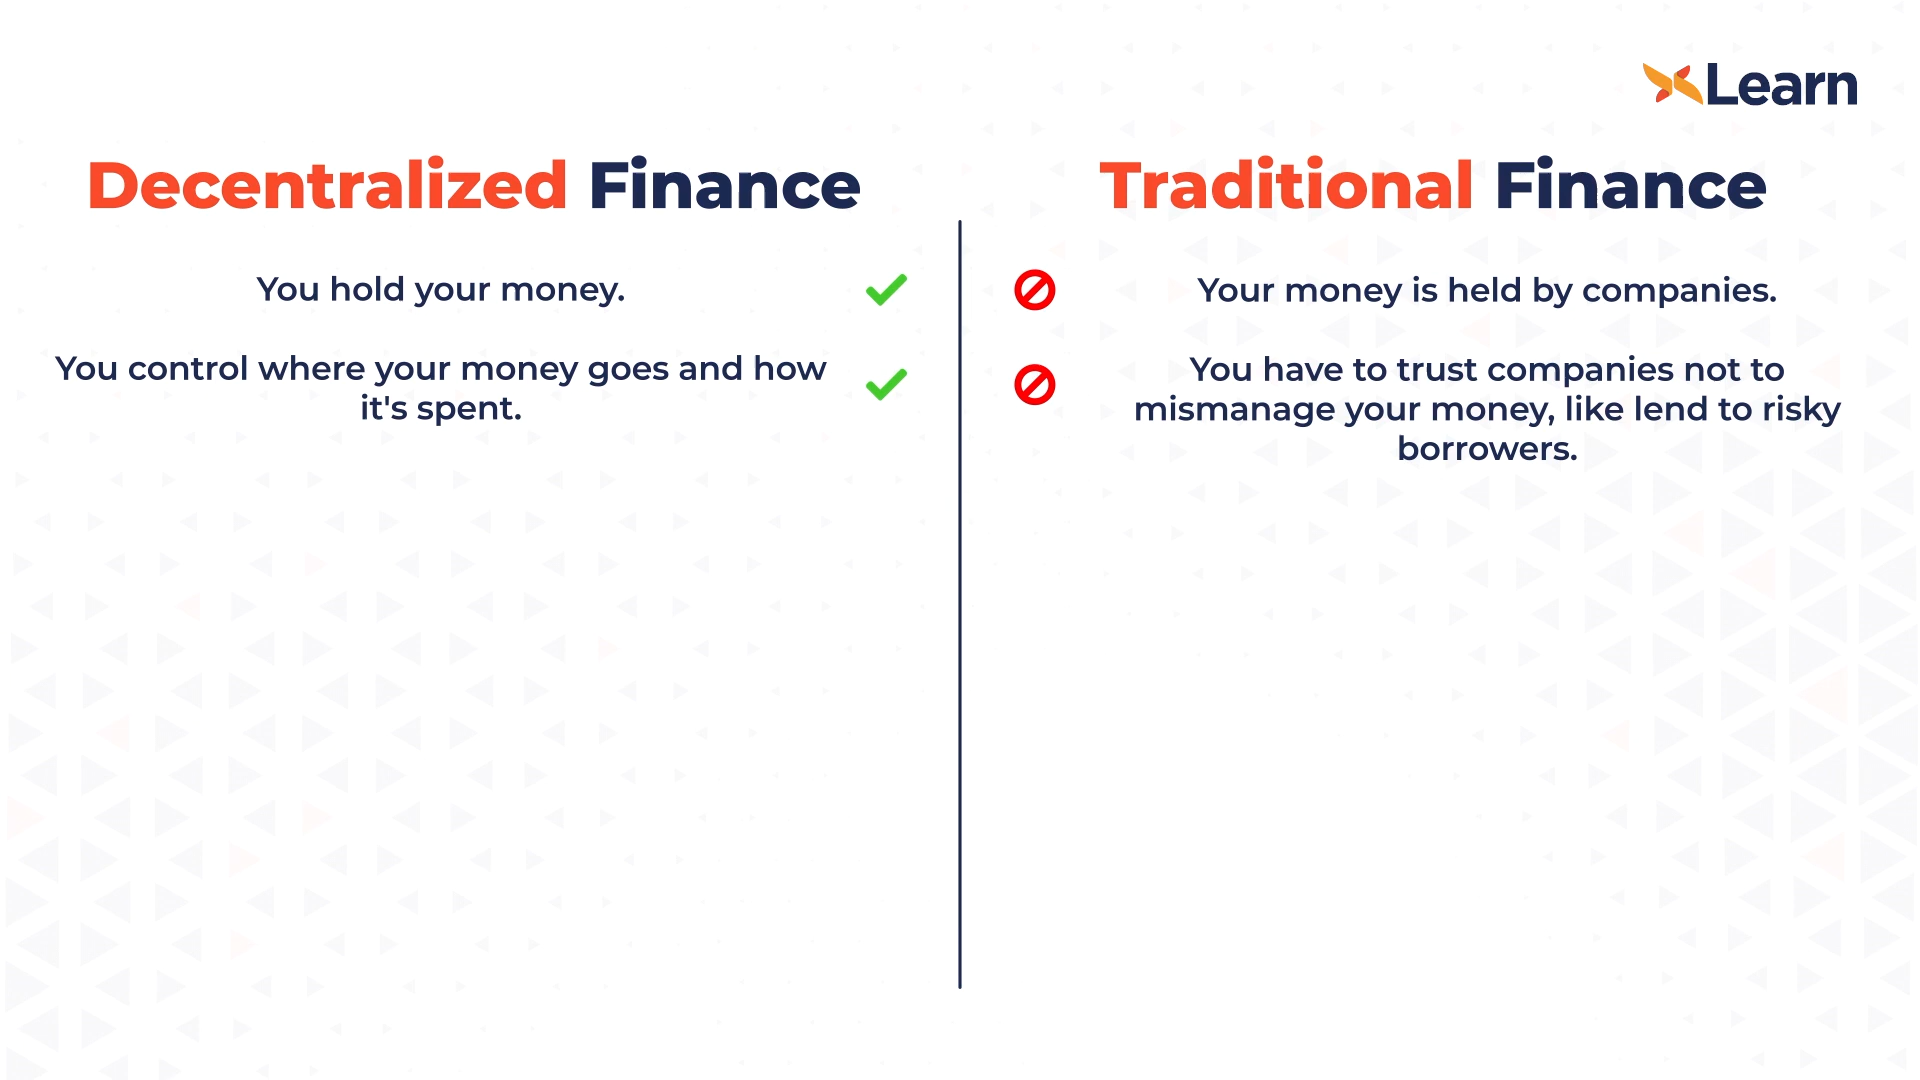 Learn
Decentralized Finance
You hold your money.
You control where your money goes and how
it's spent.
Traditional Finance
Your money is held by companies.
You have to trust companies not to
mismanage your money, like lend to risky
borrowers.